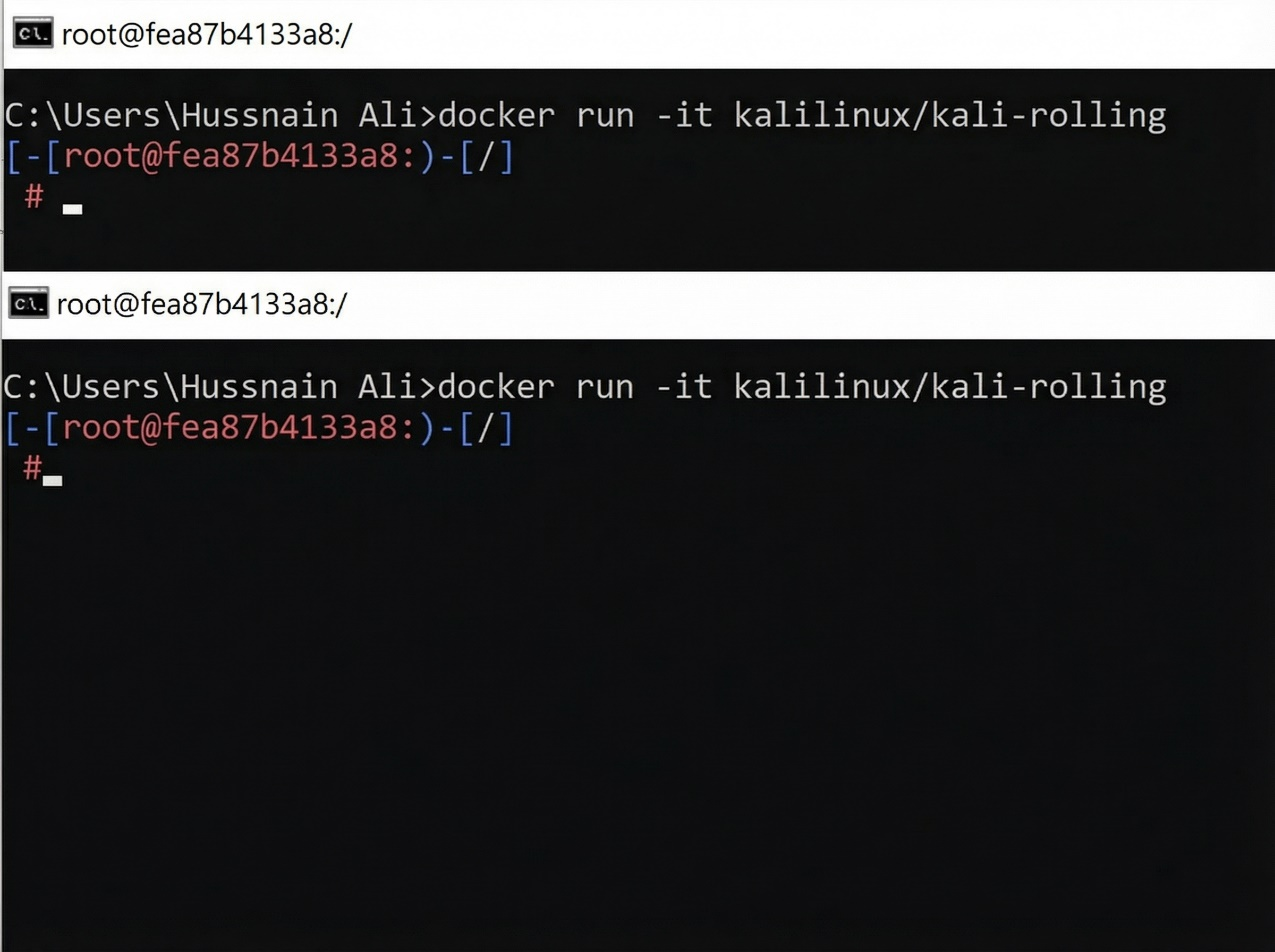 C:\. root@fea87b4133a8:/
C:\Users\Hussnain Ali>docker run -it kalilinux/kali-rolling
[-[root@fea87b4133a8:)-[/]
#
C:\. root@fea87b4133a8:/
C:\Users\Hussnain Ali>docker run -it kalilinux/kali-rolling
[-[root@fea87b4133a8:)-[/]
#